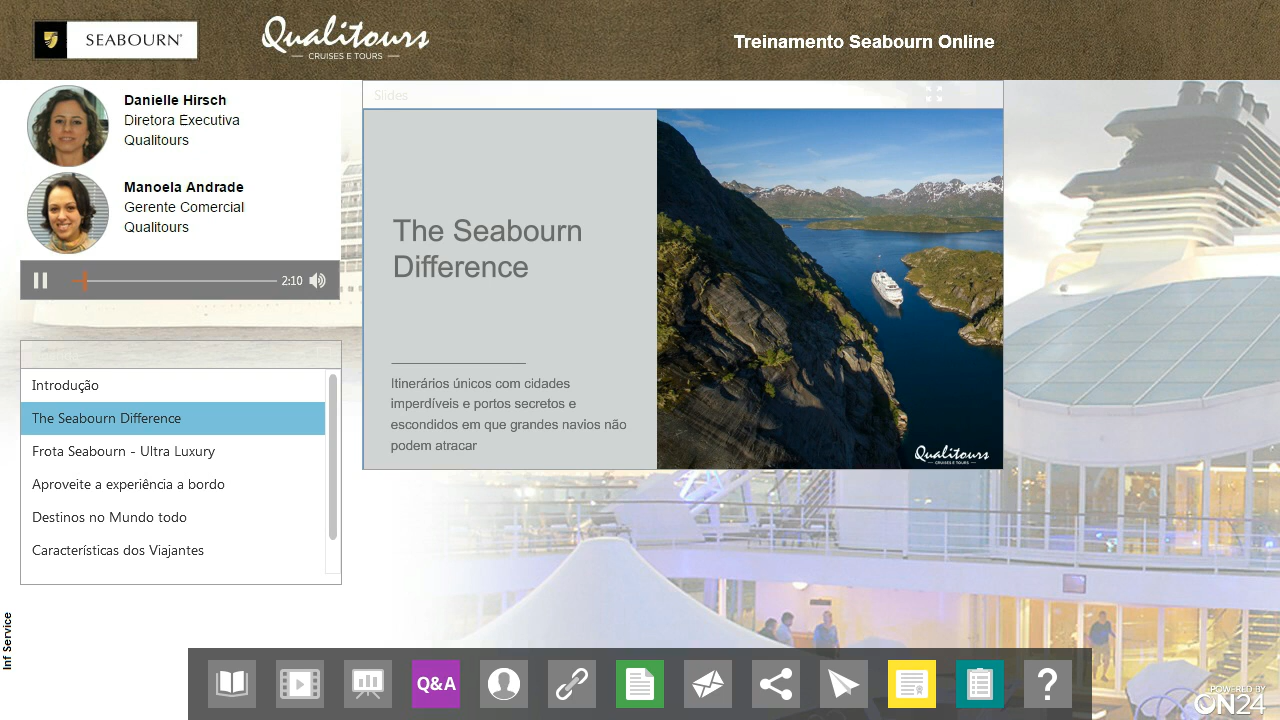 SEABOURN
Qualitours
CRUISES E TOURS
Treinamento Seabourn Online
Danielle Hirsch
Diretora Executiva
Qualitours
Manoela Andrade
Gerente Comercial
Qualitours
2:10
Slides
The Seabourn
Difference
Itinerários únicos com cidades
imperdíveis e portos secretos e
escondidos em que grandes navios não
podem atracar
Qualitours
CRUISES E TOURS
Introdução
The Seabourn Difference
Frota Seabourn - Ultra Luxury
Aproveite a experiência a bordo
Destinos no Mundo todo
Características dos Viajantes
Inf Service
Q&A
?
POWERED BY
ON24